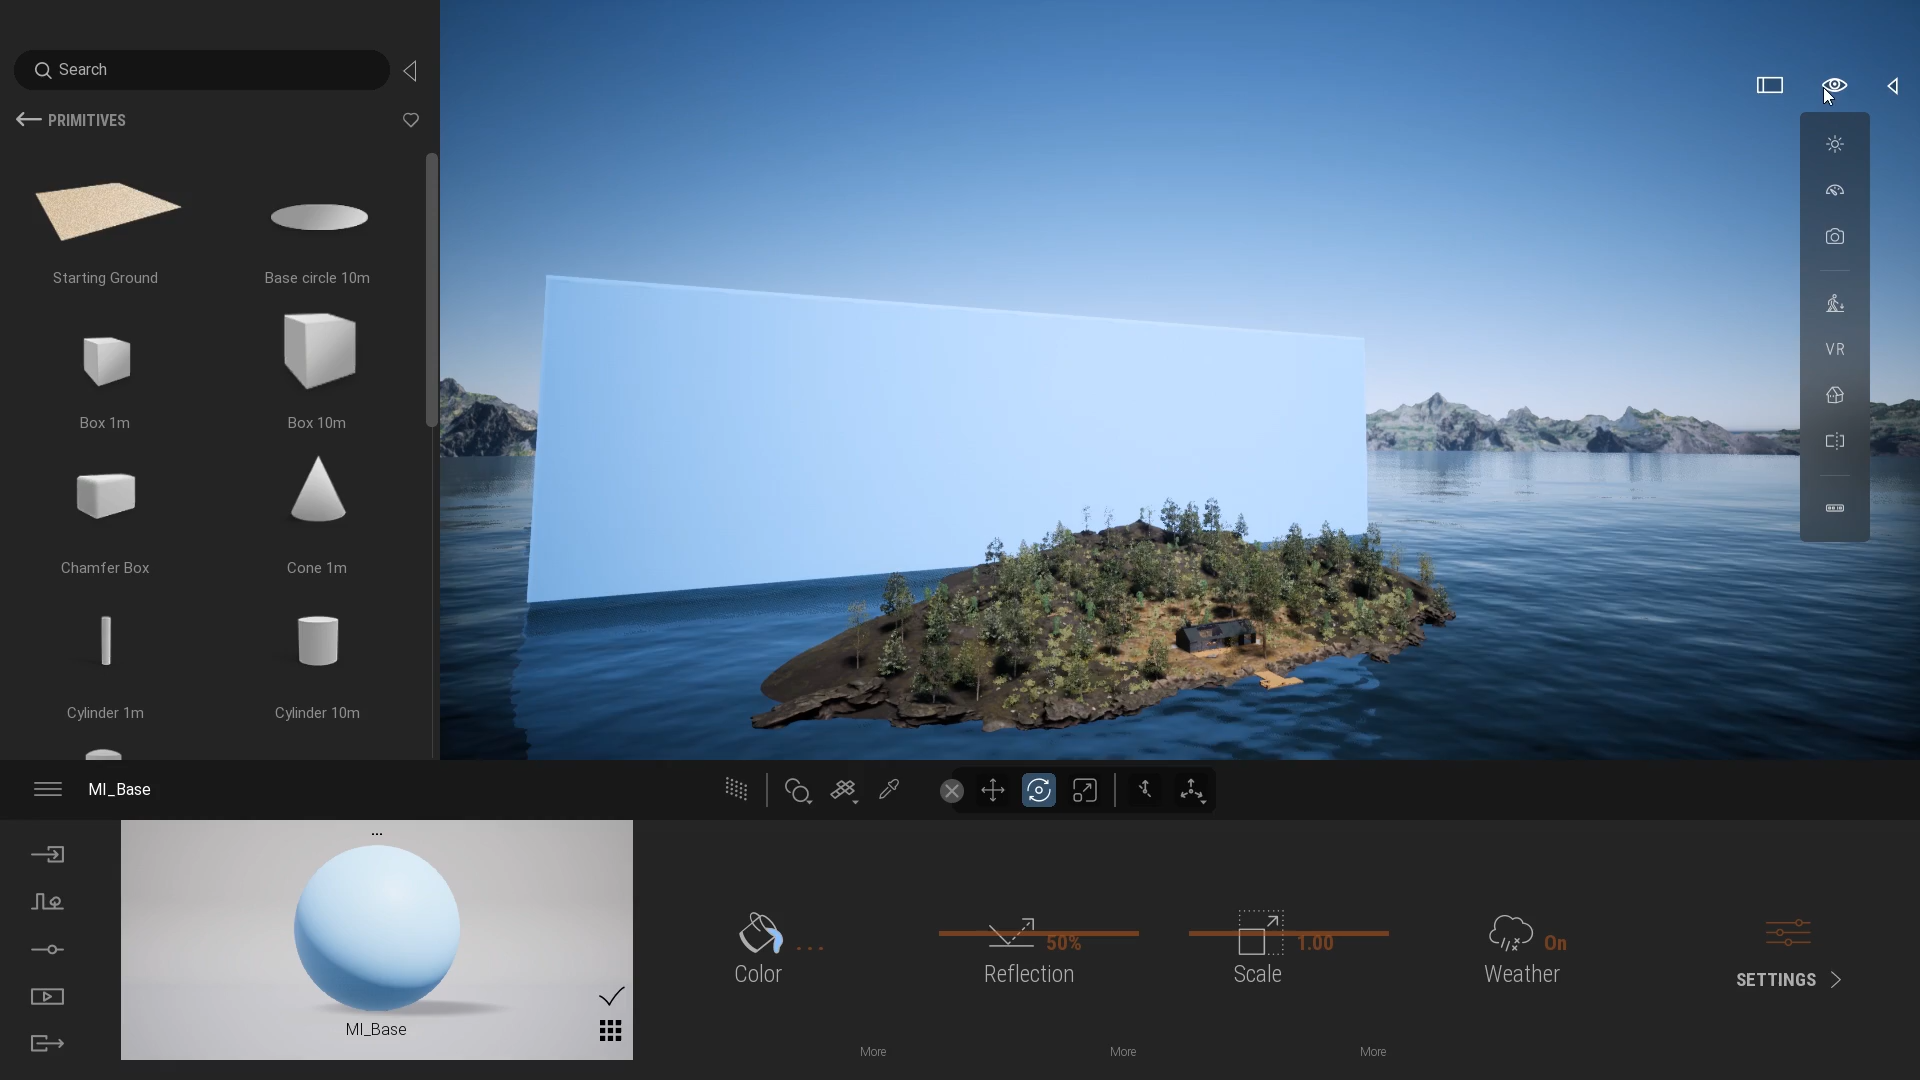 Search
PRIMITIVES
Starting Ground
Base circle 10m
Box 1m
Box 10m
Chamfer Box
Cone 1m
Cylinder 1m
Cylinder 10m
VR
MI_Base
...
MI_Base
Color
...
Reflection
50%
Scale
1.00
Weather
On
SETTINGS
More
More
More